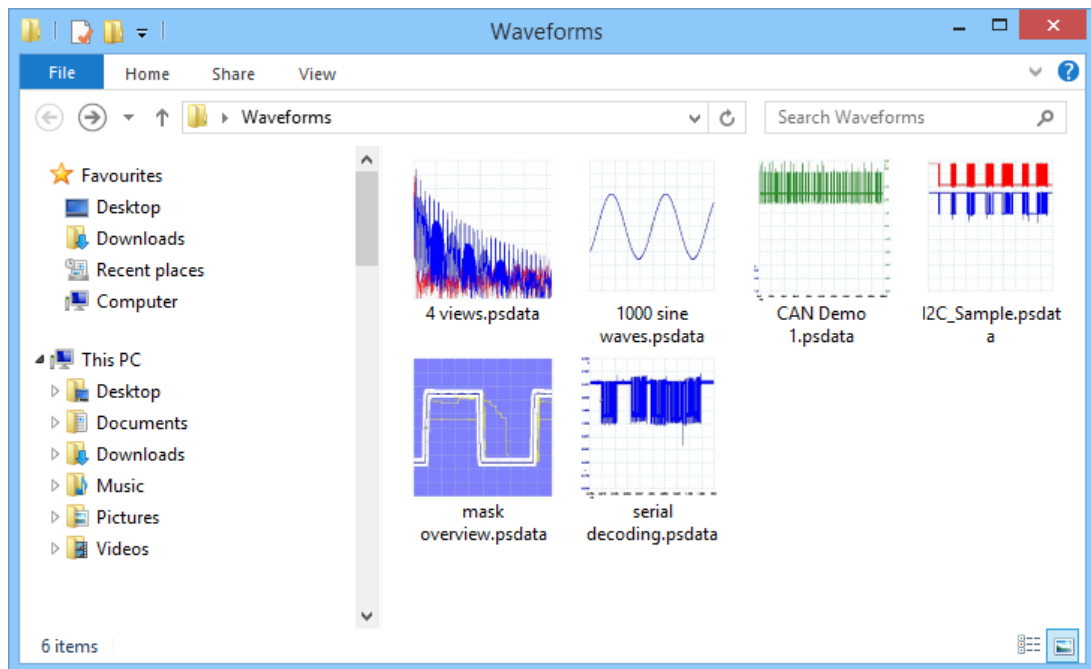 Waveforms
File Home Share View
Waveforms Search Waveforms
Favourites
Desktop
Downloads
Recent places
Computer
This PC
Desktop
Documents
Downloads
Music
Pictures
Videos
4 views.psdata
1000 sine
waves.psdata
CAN Demo
1.psdata
I2C_Sample.psdat
a
mask
overview.psdata
serial
decoding.psdata
6 items